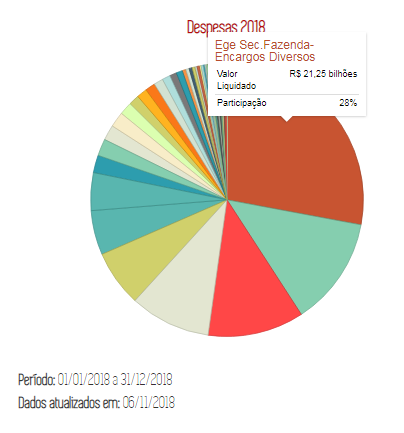 Despesas 2018
Ege Sec.Fazenda-
Encargos Diversos
Valor R$ 21,25 bilhões
Liquidado
Participação 28%
Período: 01/01/2018 a 31/12/2018
Dados atualizados em: 06/11/2018